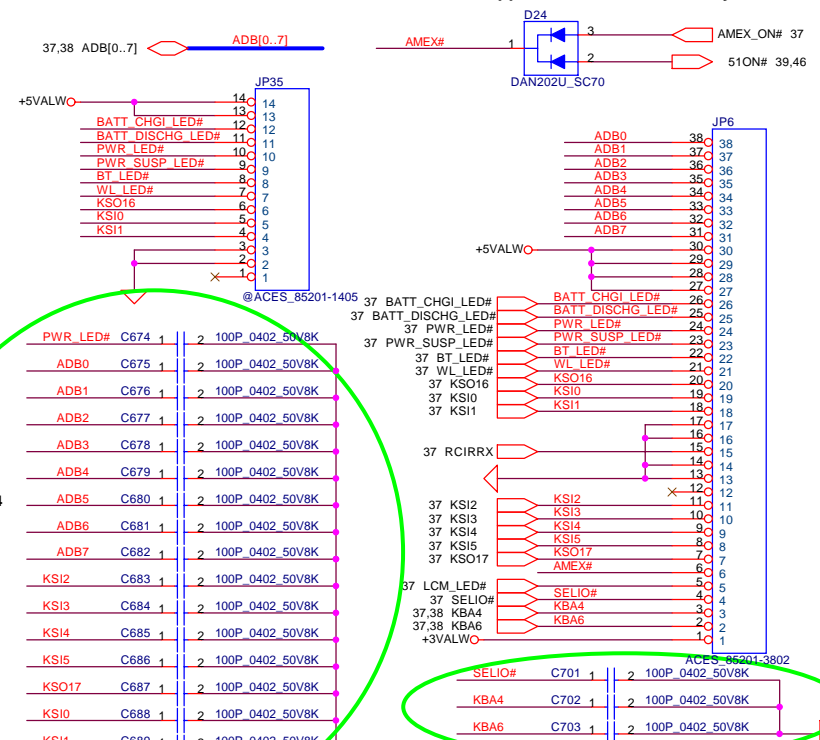 D24
37,38 ADB[0..7] ADB[0..7]
AMEX# 1 3 AMEX_ON# 37
2 51ON# 39,46
DAN202U_SC70
JP35
+5VALW 14 14
13 13
BATT_CHGI_LED# 12 12
BATT_DISCHG_LED# 11 11
PWR_LED# 10 10
PWR_SUSP_LED# 9 9
BT_LED# 8 8
WL_LED# 7 7
KSO16 6 6
KSI0 5 5
KSI1 4 4
3 3
2 2
1 1
@ACES_85201-1405
JP6
ADB0 38 38
ADB1 37 37
ADB2 36 36
ADB3 35 35
ADB4 34 34
ADB5 33 33
ADB6 32 32
ADB7 31 31
+5VALW 30 30
29 29
28 28
27 27
37 BATT_CHGI_LED# BATT_CHGI_LED# 26 26
37 BATT_DISCHG_LED# BATT_DISCHG_LED# 25 25
37 PWR_LED# PWR_LED# 24 24
37 PWR_SUSP_LED# PWR_SUSP_LED# 23 23
37 BT_LED# BT_LED# 22 22
37 WL_LED# WL_LED# 21 21
37 KSO16 KSO16 20 20
37 KSI0 KSI0 19 19
37 KSI1 KSI1 18 18
17 17
16 16
37 RCIRRX 15 15
14 14
13 13
12 12
37 KSI2 KSI2 11 11
37 KSI3 KSI3 10 10
37 KSI4 KSI4 9 9
37 KSI5 KSI5 8 8
37 KSO17 KSO17 7 7
AMEX# 6 6
37 LCM_LED# 5 5
37 SELIO# SELIO# 4 4
37,38 KBA4 KBA4 3 3
37,38 KBA6 KBA6 2 2
+3VALW 1 1
ACES_85201-3802
PWR_LED# C674 1 2 100P_0402_50V8K
ADB0 C675 1 2 100P_0402_50V8K
ADB1 C676 1 2 100P_0402_50V8K
ADB2 C677 1 2 100P_0402_50V8K
ADB3 C678 1 2 100P_0402_50V8K
ADB4 C679 1 2 100P_0402_50V8K
ADB5 C680 1 2 100P_0402_50V8K
ADB6 C681 1 2 100P_0402_50V8K
ADB7 C682 1 2 100P_0402_50V8K
KSI2 C683 1 2 100P_0402_50V8K
KSI3 C684 1 2 100P_0402_50V8K
KSI4 C685 1 2 100P_0402_50V8K
KSI5 C686 1 2 100P_0402_50V8K
KSO17 C687 1 2 100P_0402_50V8K
KSI0 C688 1 2 100P_0402_50V8K
KSI1 C689 1 2 100P_0402_50V8K
SELIO# C701 1 2 100P_0402_50V8K
KBA4 C702 1 2 100P_0402_50V8K
KBA6 C703 1 2 100P_0402_50V8K